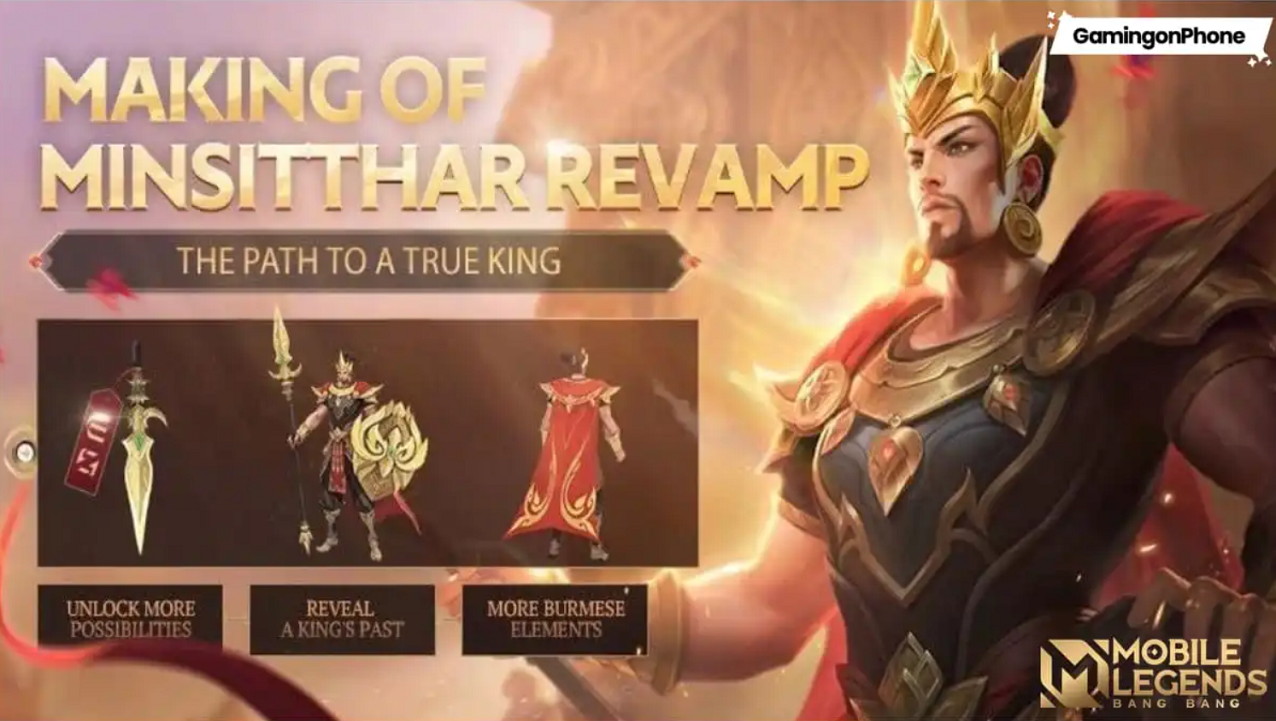 GamingonPhone
MAKING OF
MINSITTHAR REVAMP
THE PATH TO A TRUE KING
UNLOCK MORE
POSSIBILITIES
REVEAL
A KING'S PAST
MORE BURMESE
ELEMENTS
MOBILE
LEGENDS
BANG BANG